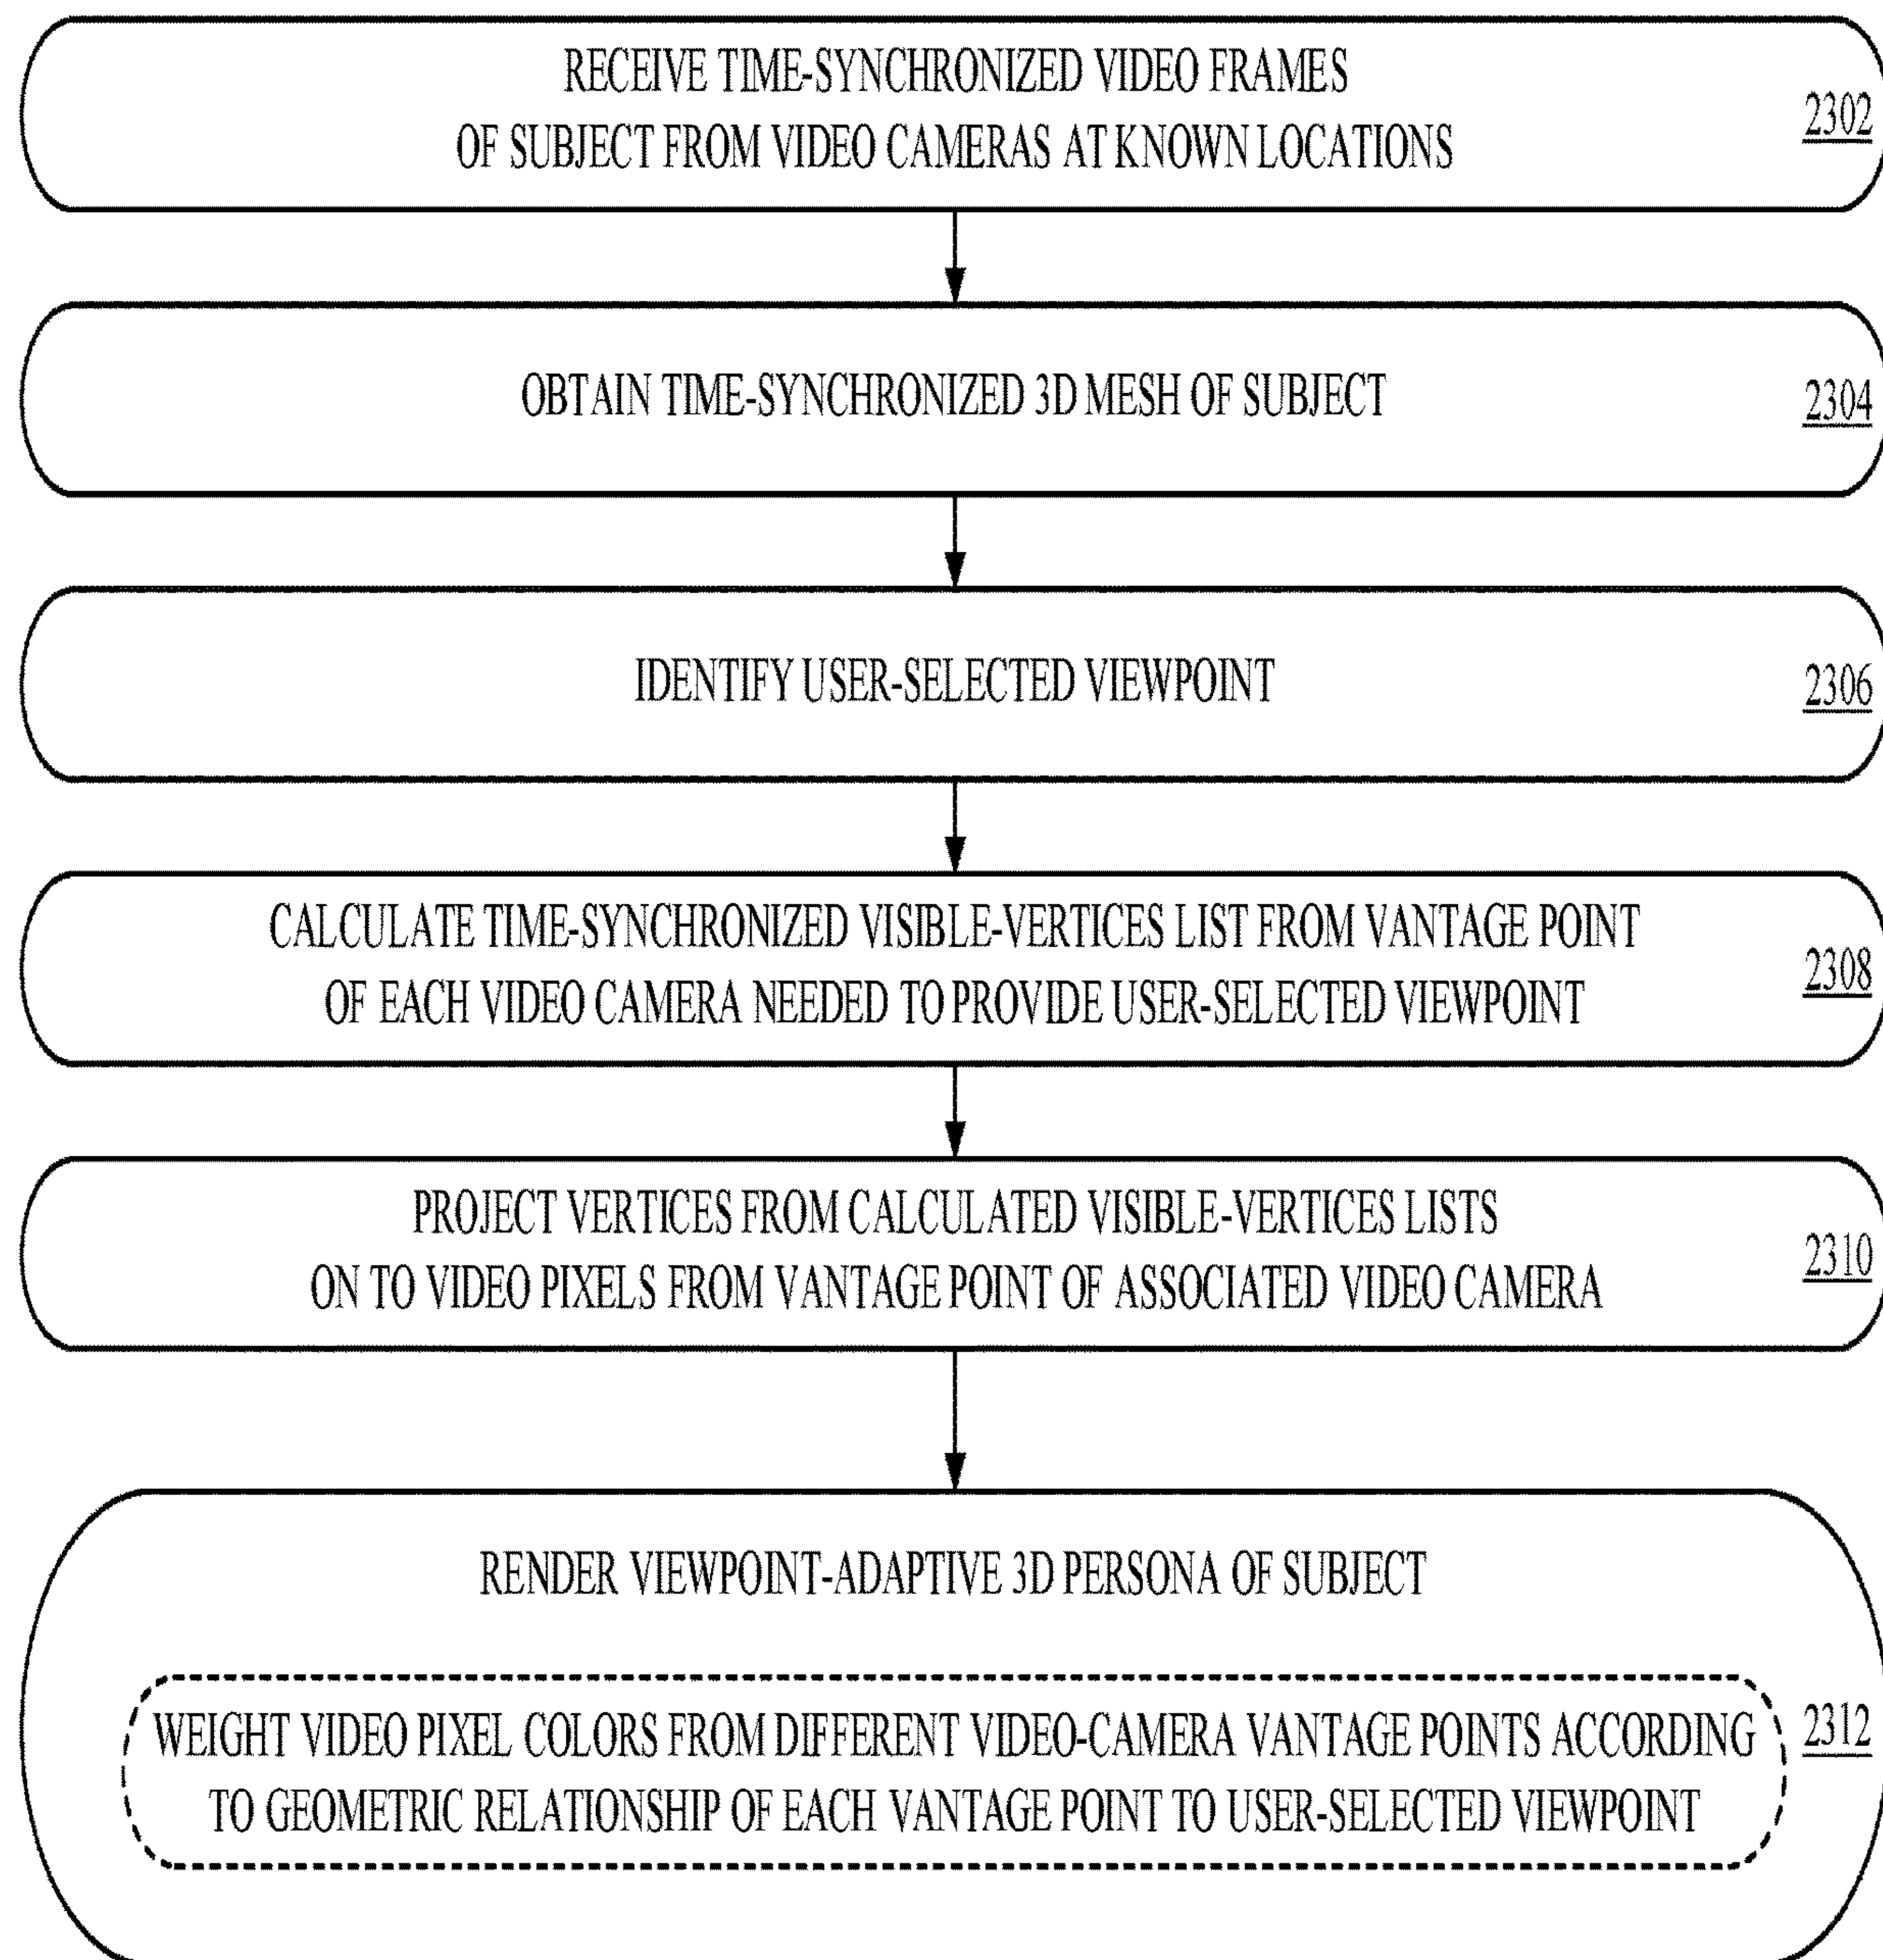 RECEIVE TIME-SYNCHRONIZED VIDEO FRAMES
OF SUBJECT FROM VIDEO CAMERAS AT KNOWN LOCATIONS
2302
OBTAIN TIME-SYNCHRONIZED 3D MESH OF SUBJECT
2304
IDENTIFY USER-SELECTED VIEWPOINT
2306
CALCULATE TIME-SYNCHRONIZED VISIBLE-VERTICES LIST FROM VANTAGE POINT
OF EACH VIDEO CAMERA NEEDED TO PROVIDE USER-SELECTED VIEWPOINT
2308
PROJECT VERTICES FROM CALCULATED VISIBLE-VERTICES LISTS
ON TO VIDEO PIXELS FROM VANTAGE POINT OF ASSOCIATED VIDEO CAMERA
2310
RENDER VIEWPOINT-ADAPTIVE 3D PERSONA OF SUBJECT
WEIGHT VIDEO PIXEL COLORS FROM DIFFERENT VIDEO-CAMERA VANTAGE POINTS ACCORDING
TO GEOMETRIC RELATIONSHIP OF EACH VANTAGE POINT TO USER-SELECTED VIEWPOINT
2312